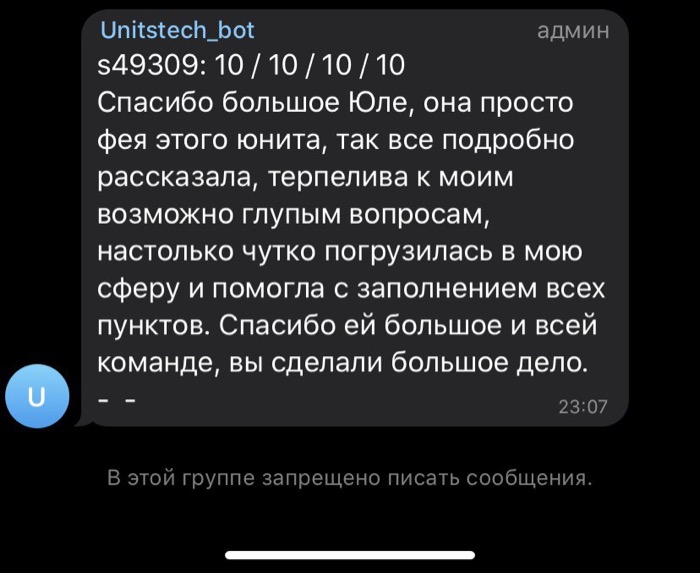 Unitstech_bot админ
s49309: 10 / 10 / 10 / 10
Спасибо большое Юле, она просто
фея этого юнита, так все подробно
рассказала, терпелива к моим
возможно глупым вопросам,
настолько чутко погрузилась в мою
сферу и помогла с заполнением всех
пунктов. Спасибо ей большое и всей
команде, вы сделали большое дело.
- -
23:07
U
В этой группе запрещено писать сообщения.